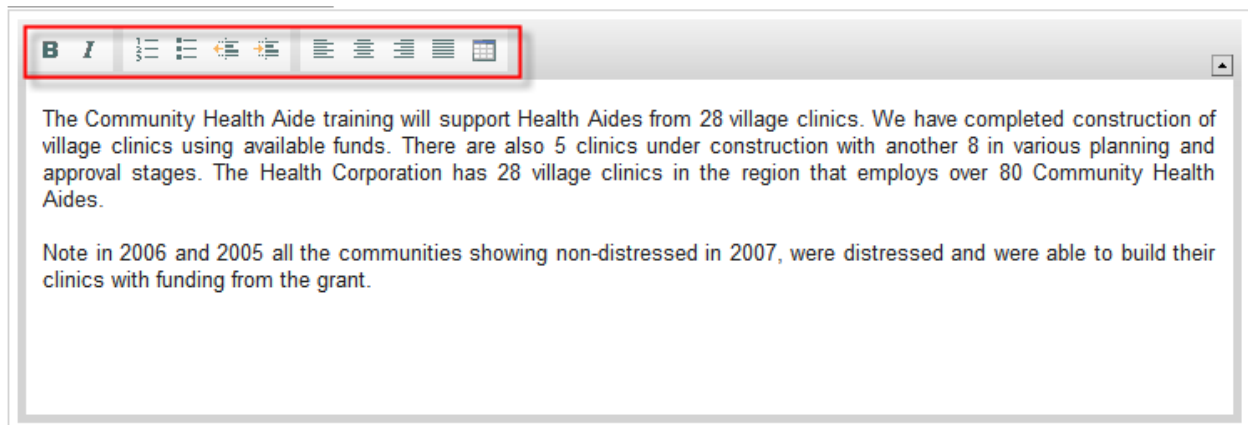 B I
The Community Health Aide training will support Health Aides from 28 village clinics. We have completed construction of
village clinics using available funds. There are also 5 clinics under construction with another 8 in various planning and
approval stages. The Health Corporation has 28 village clinics in the region that employs over 80 Community Health
Aides.
Note in 2006 and 2005 all the communities showing non-distressed in 2007, were distressed and were able to build their
clinics with funding from the grant.